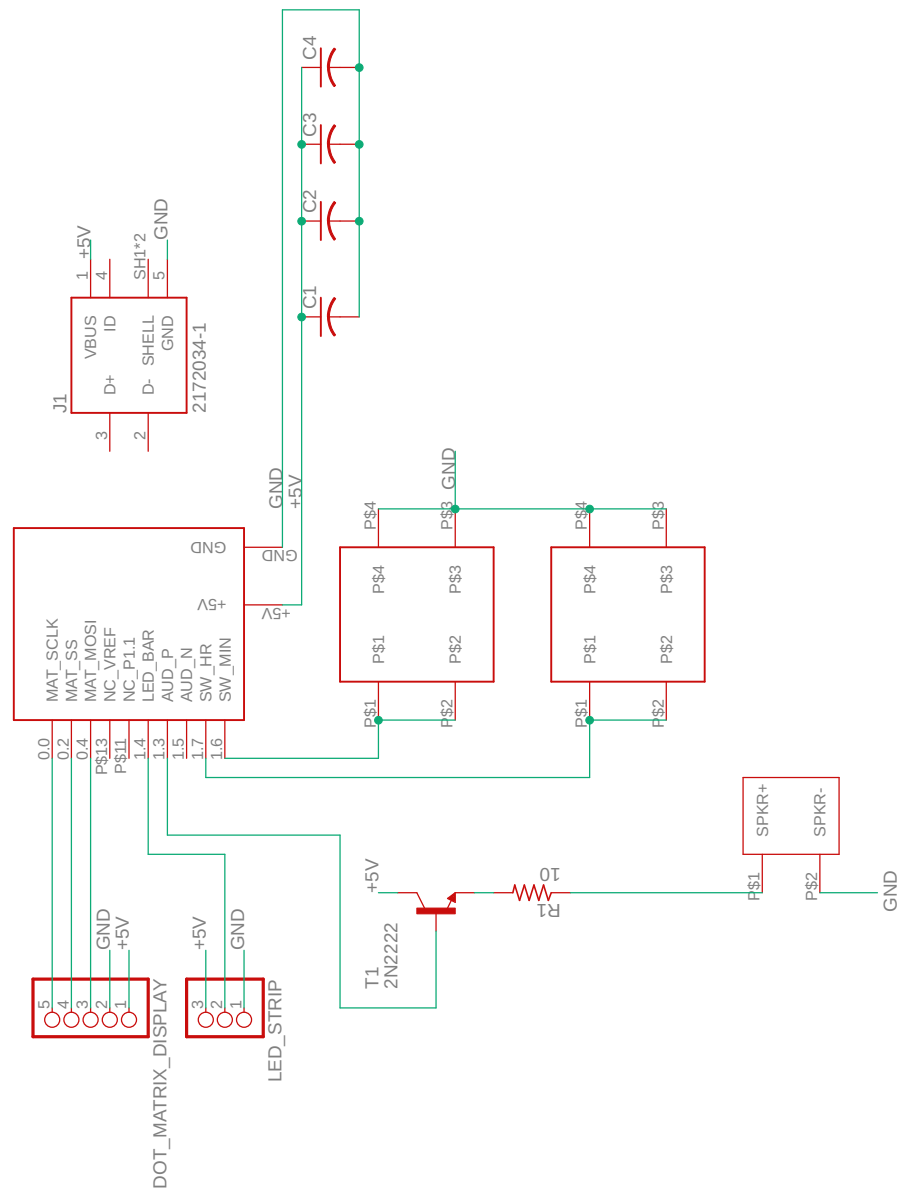 C4
C3
C2
C1
+5V
GND
1
4
SH1*2
5
VBUS
ID
SHELL
GND
D+
D-
J1
2172034-1
3
2
GND
+5V
GND
GND
+5V
+5V
MAT_SCLK
MAT_SS
MAT_MOSI
NC_VREF
NC_P1.1
LED_BAR
AUD_P
AUD_N
SW_HR
SW_MIN
0.0
0.2
0.4
P$13
P$11
1.4
1.3
1.5
1.7
1.6
GND
P$4
P$3
P$4
P$3
P$1
P$2
P$1
P$2
P$4
P$3
P$4
P$3
P$1
P$2
P$1
P$2
SPKR+
SPKR-
P$1
P$2
GND
+5V
10
R1
T1
2N2222
GND
+5V
5
4
3
2
1
DOT_MATRIX_DISPLAY
+5V
GND
3
2
1
LED_STRIP